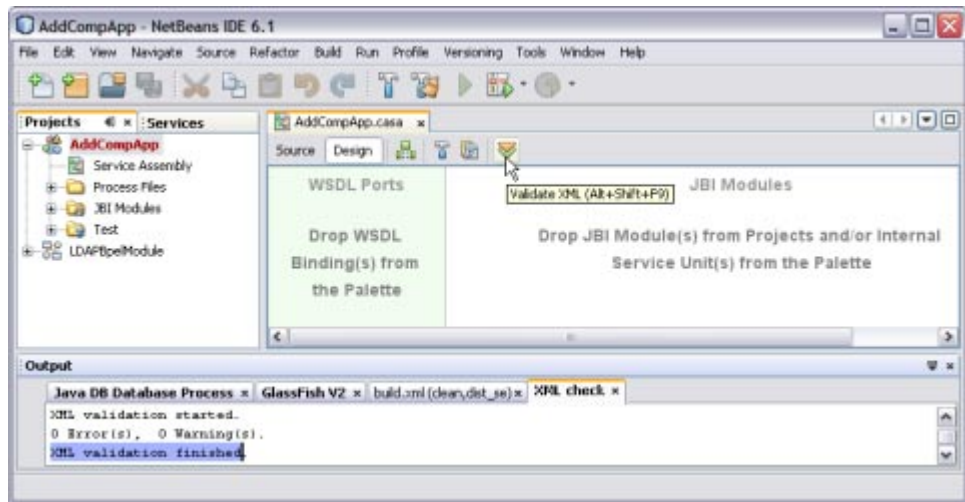 AddCompApp - NetBeans IDE 6.1
File Edit View Navigate Source Refactor Build Run Profile Versioning Tools Window Help
Projects Services
AddCompApp.casa
AddCompApp
Service Assembly
Process Files
JBI Modules
Test
LDAPBpelModule
Source Design
Validate XML (Alt+Shift+F9)
WSDL Ports
JBI Modules
Drop WSDL
Binding(s) from
the Palette
Drop JBI Module(s) from Projects and/or Internal
Service Unit(s) from the Palette
Output
Java DB Database Process GlassFish V2 build.xml (clean,dist_se) XML check
XML validation started.
0 Error(s), 0 Warning(s).
XML validation finished.